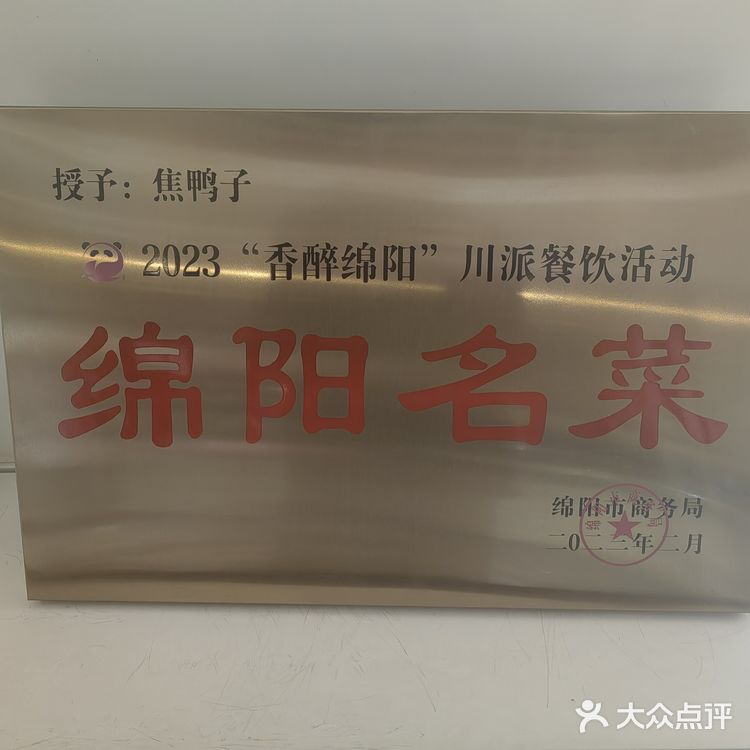 授予：焦鸭子
2023“香醉绵阳”川派餐饮活动
绵阳名菜
绵阳市商务局
二〇二三年二月
大众点评